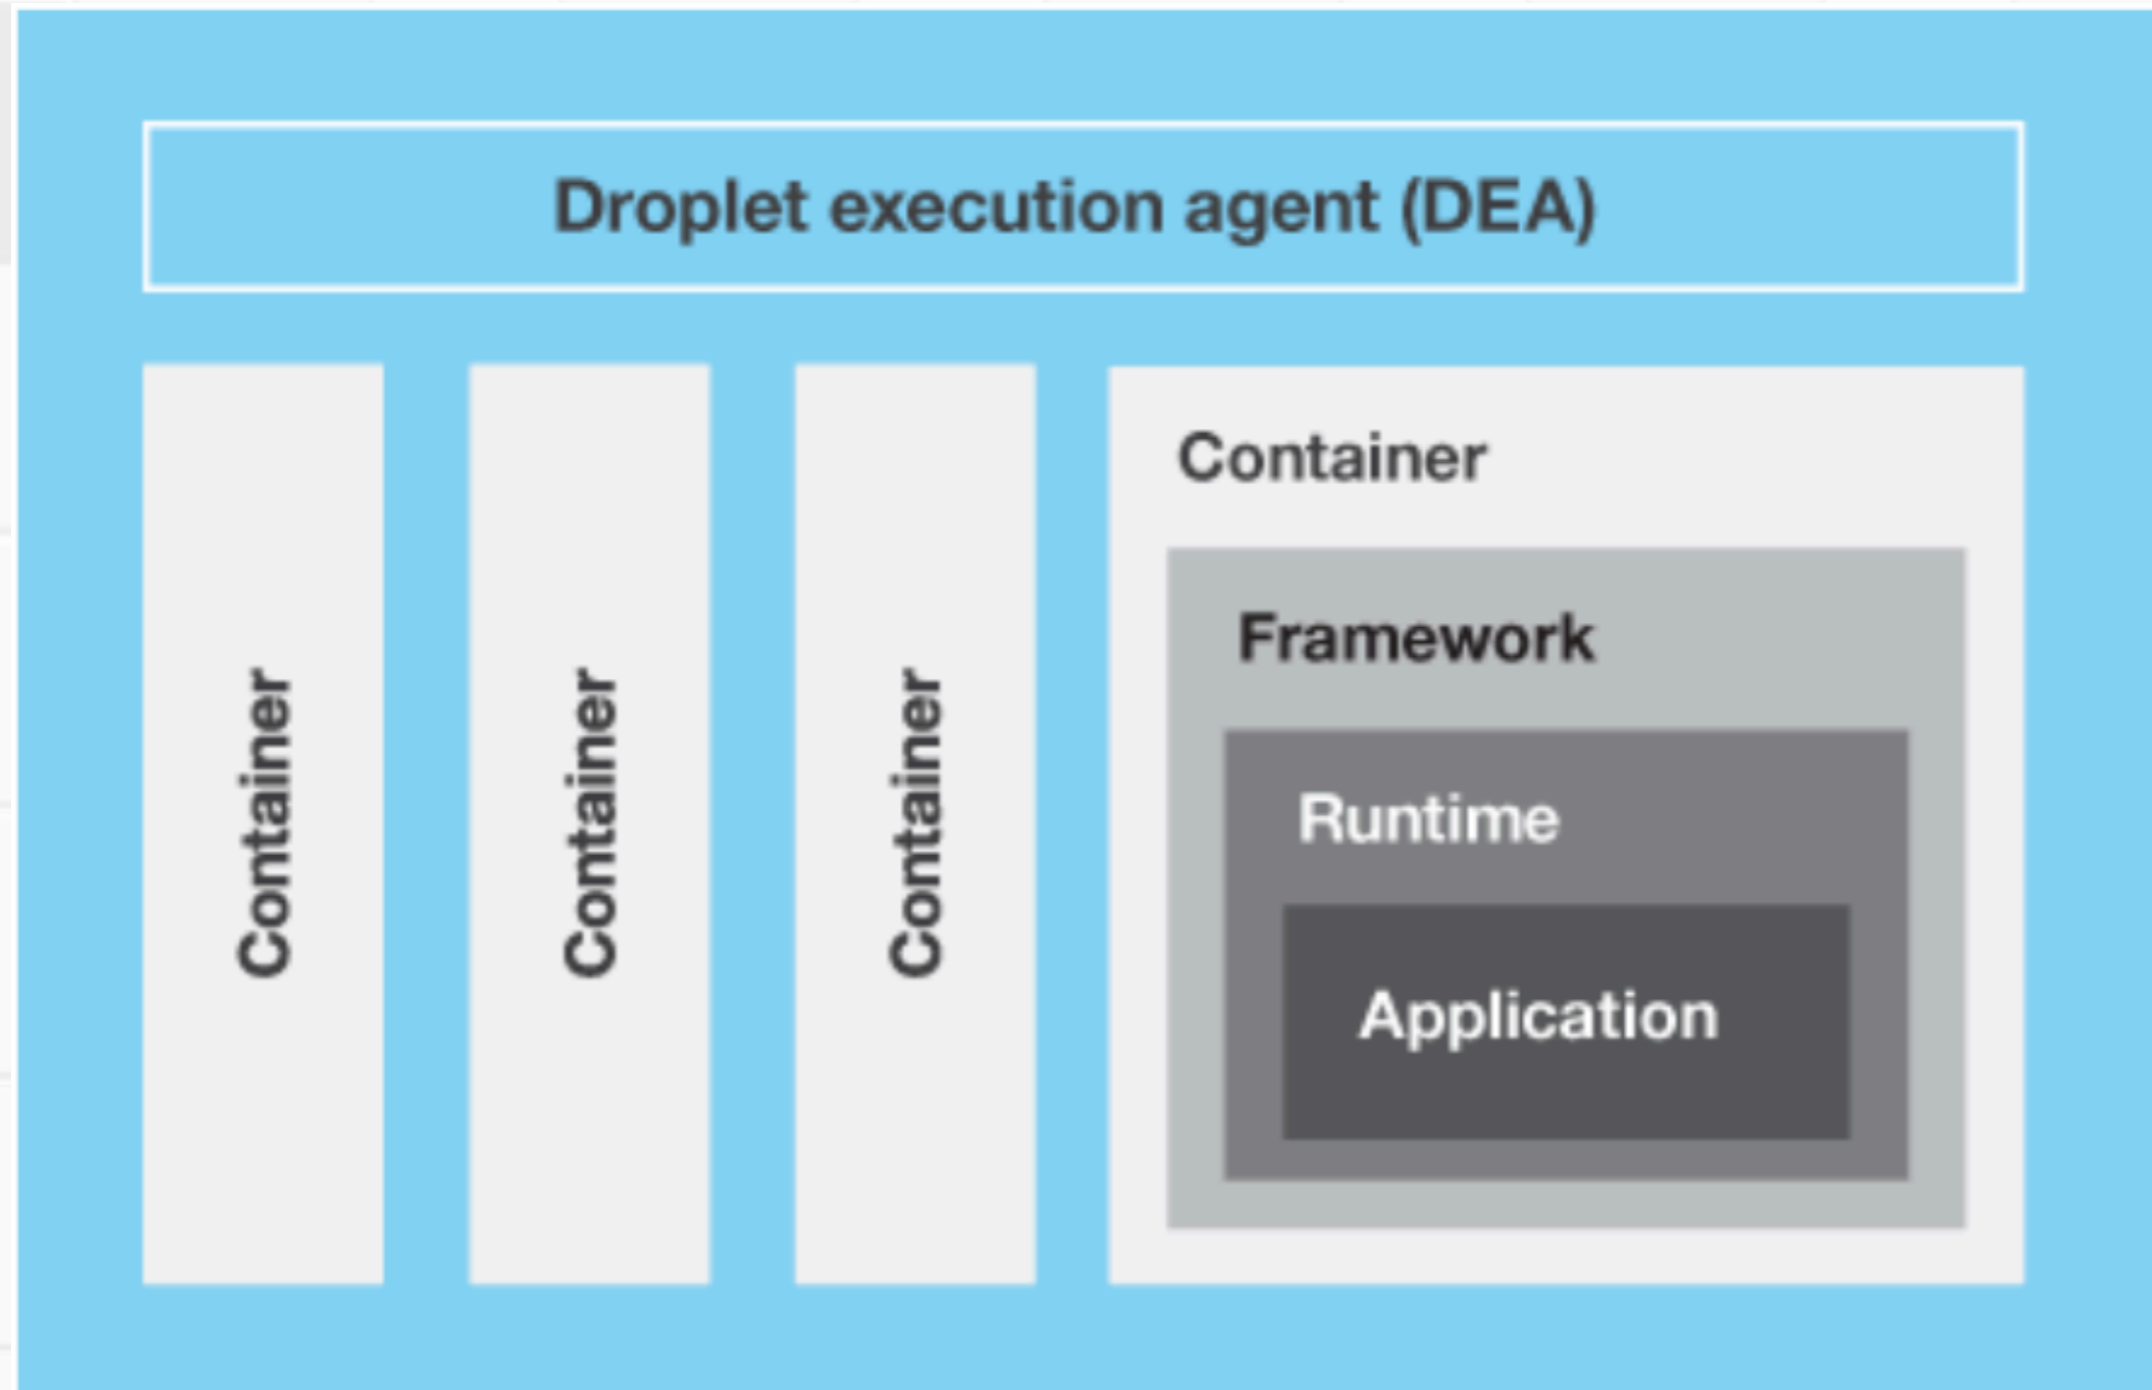 Droplet execution agent (DEA)
Container
Container
Container
Container
Framework
Runtime
Application